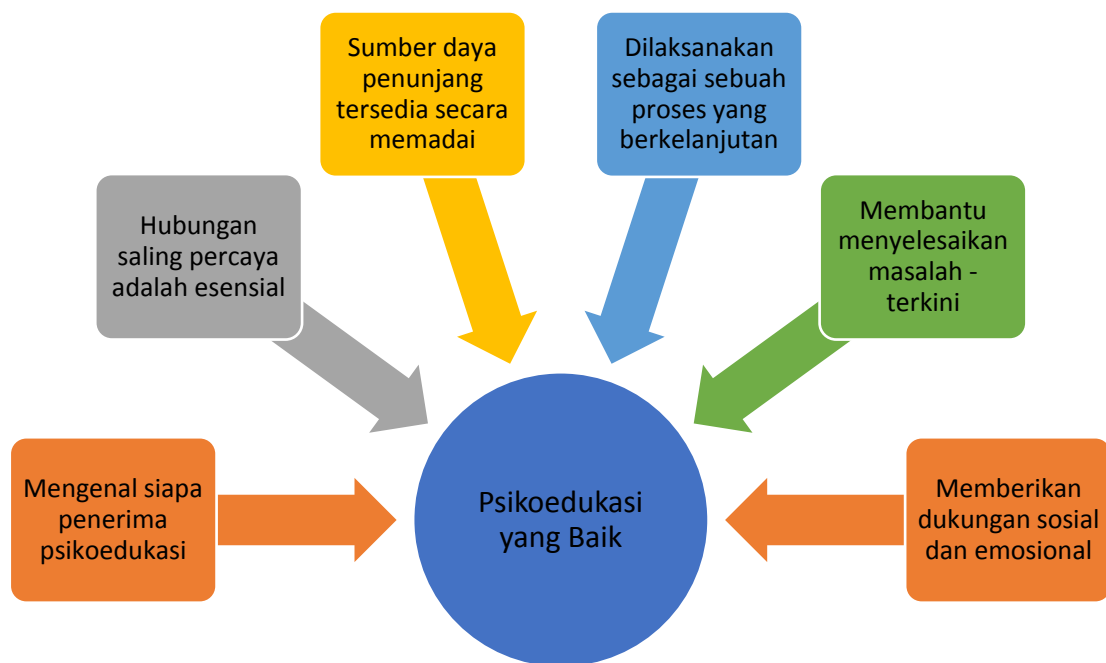 Sumber daya
penunjang
tersedia secara
memadai
Dilaksanakan
sebagai sebuah
proses yang
berkelanjutan
Hubungan
saling percaya
adalah esensial
Membantu
menyelesaikan
masalah -
terkini
Mengenal siapa
penerima
psikoedukasi
Psikoedukasi
yang Baik
Memberikan
dukungan sosial
dan emosional